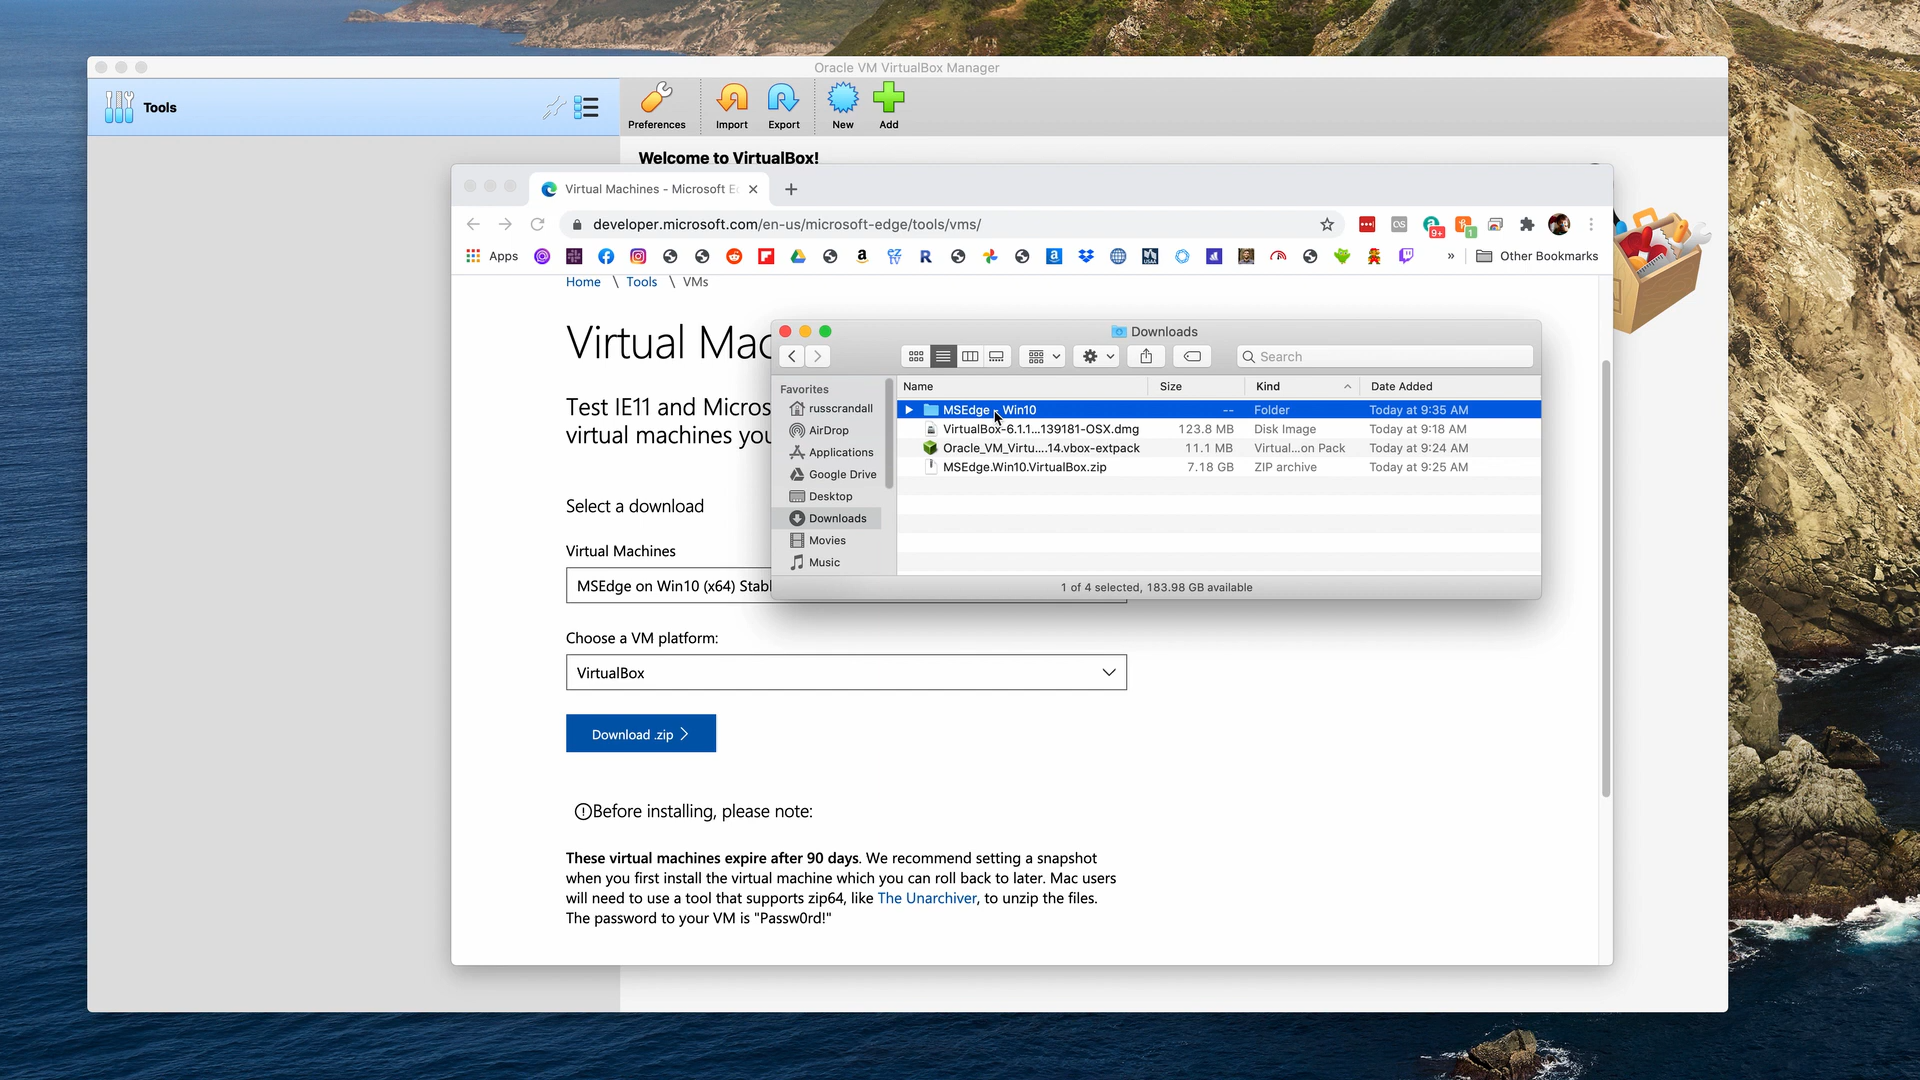 Oracle VM VirtualBox Manager
Tools
Preferences
Import
Export
New
Add
Welcome to VirtualBox!
Virtual Machines - Microsoft E
developer.microsoft.com/en-us/microsoft-edge/tools/vms/
9+
1
Apps
»
Other Bookmarks
Home \ Tools \ VMs
Virtual Mac
Test IE11 and Micros
virtual machines you
Select a download
Virtual Machines
MSEdge on Win10 (x64) Stabl
Choose a VM platform:
VirtualBox
Download .zip
Before installing, please note:
These virtual machines expire after 90 days. We recommend setting a snapshot
when you first install the virtual machine which you can roll back to later. Mac users
will need to use a tool that supports zip64, like The Unarchiver, to unzip the files.
The password to your VM is "Passw0rd!"
Downloads
Search
Favorites
russcrandall
AirDrop
Applications
Google Drive
Desktop
Downloads
Movies
Music
Name Size Kind Date Added
MSEdge - Win10 -- Folder Today at 9:35 AM
VirtualBox-6.1.1...139181-OSX.dmg 123.8 MB Disk Image Today at 9:18 AM
Oracle_VM_Virtu....14.vbox-extpack 11.1 MB Virtual...on Pack Today at 9:24 AM
MSEdge.Win10.VirtualBox.zip 7.18 GB ZIP archive Today at 9:25 AM
1 of 4 selected, 183.98 GB available